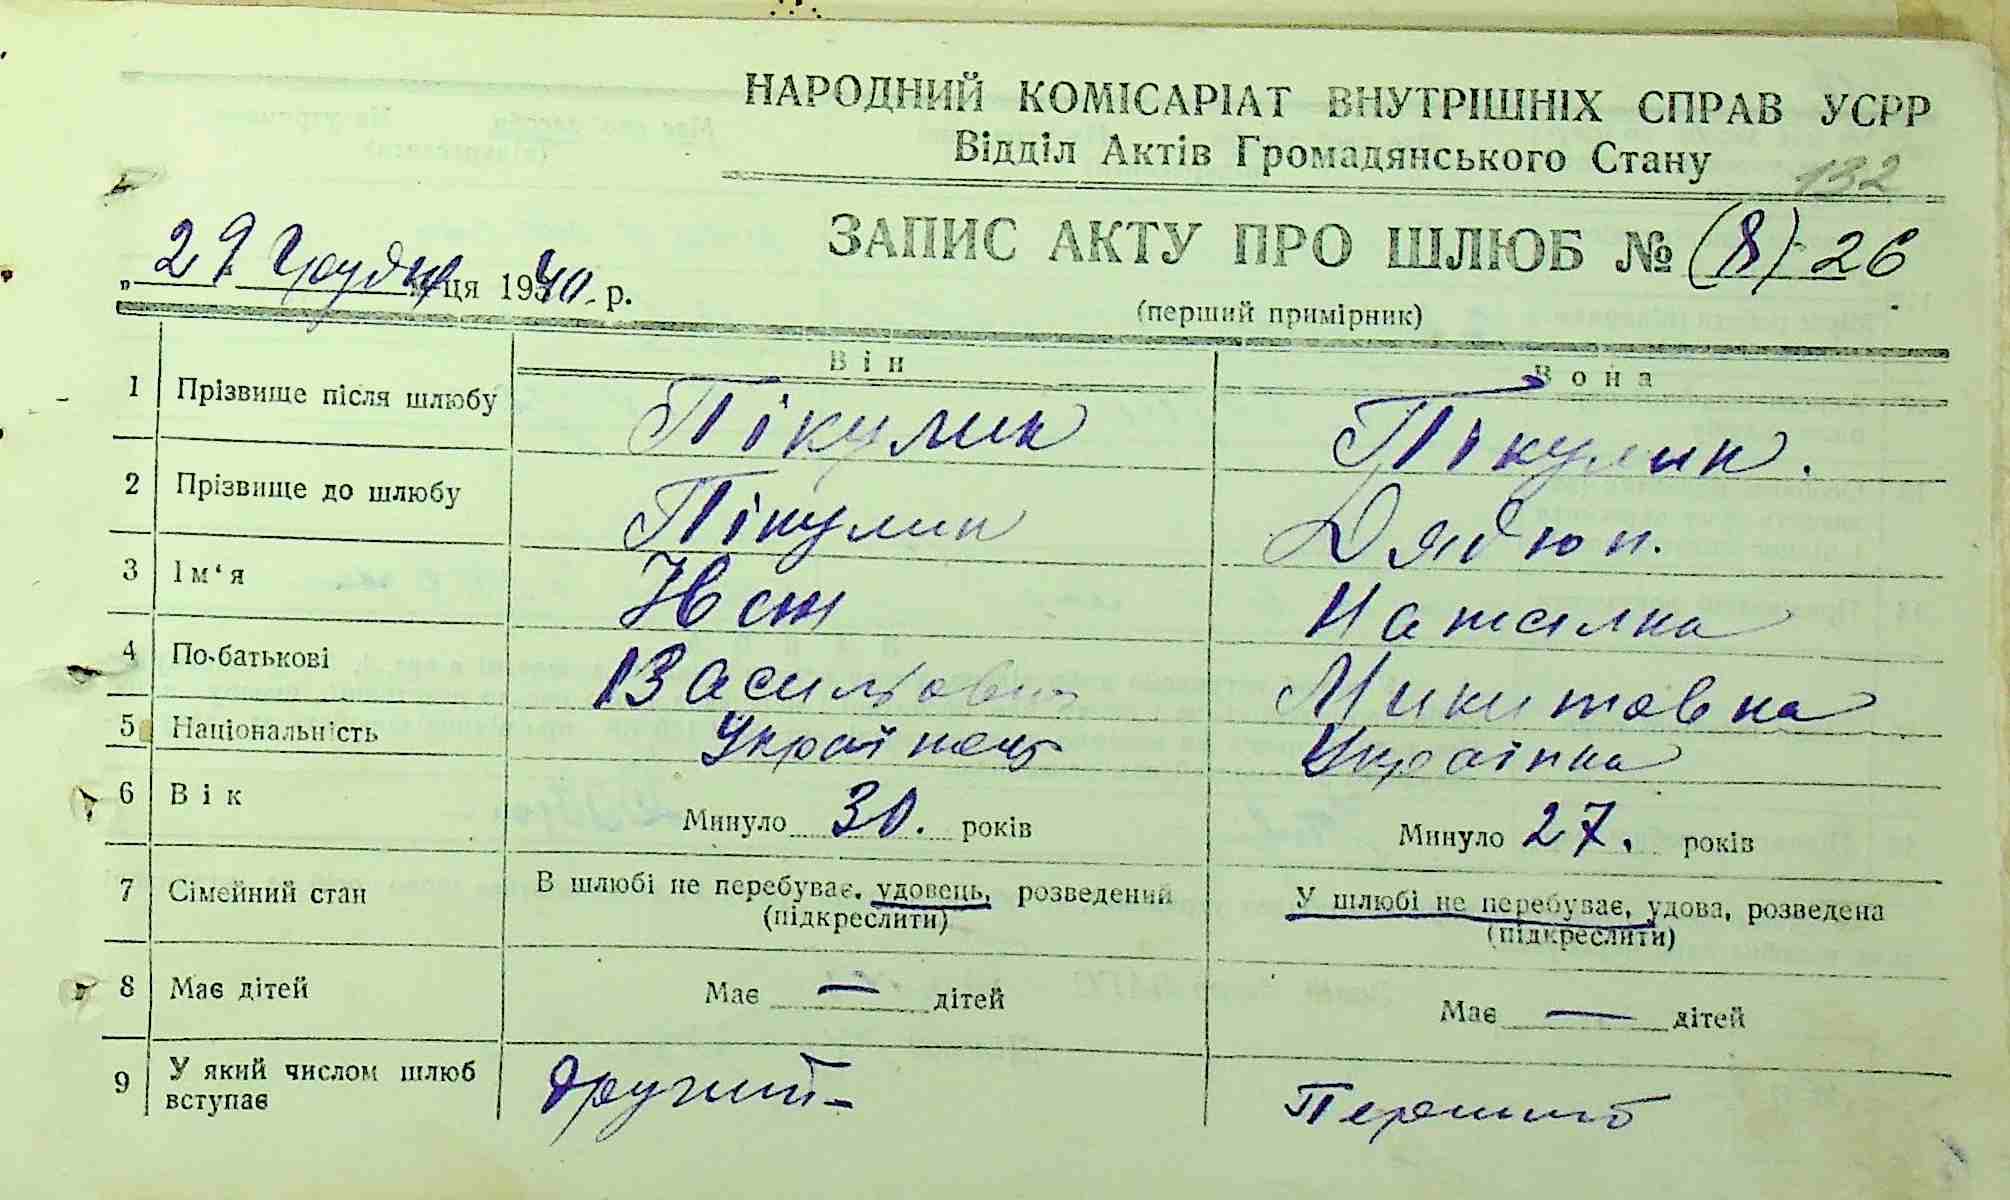 НАРОДНИЙ КОМІСАРІАТ ВНУТРІШНІХ СПРАВ УСРР
Відділ Актів Громадянського Стану
132
ЗАПИС АКТУ ПРО ШЛЮБ № (8)-26
„29 Грудня м-ця 1940 р.
(перший примірник)
Він Вона
1 Прізвище після шлюбу Пікулик Пікулик.
2 Прізвище до шлюбу Пікулик
3 Ім'я Наталка
4 По-батькові Васильович Микитовна
5 Національність Українець Українка
6 Вік Минуло 30. років Минуло 27. років
7 Сімейний стан В шлюбі не перебуває, удовець, розведений У шлюбі не перебуває, удова, розведена
(підкреслити) (підкреслити)
8 Має дітей Має — дітей Має — дітей
9 У який числом шлюб вступає Другий- Перший